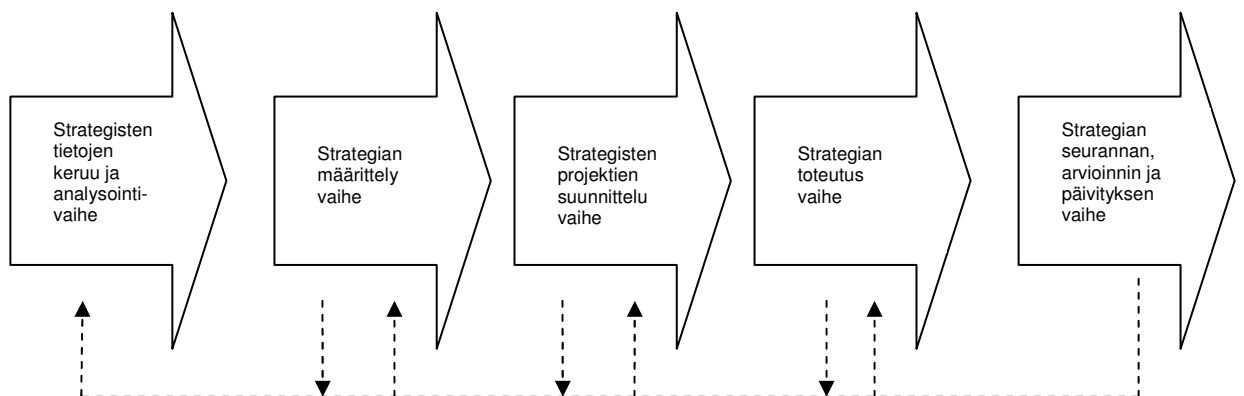 Strategisten
tietojen
keruu ja
analysointi-
vaihe
Strategian
määrittely
vaihe
Strategisten
projektien
suunnittelu
vaihe
Strategian
toteutus
vaihe
Strategian
seurannan,
arvioinnin ja
päivityksen
vaihe